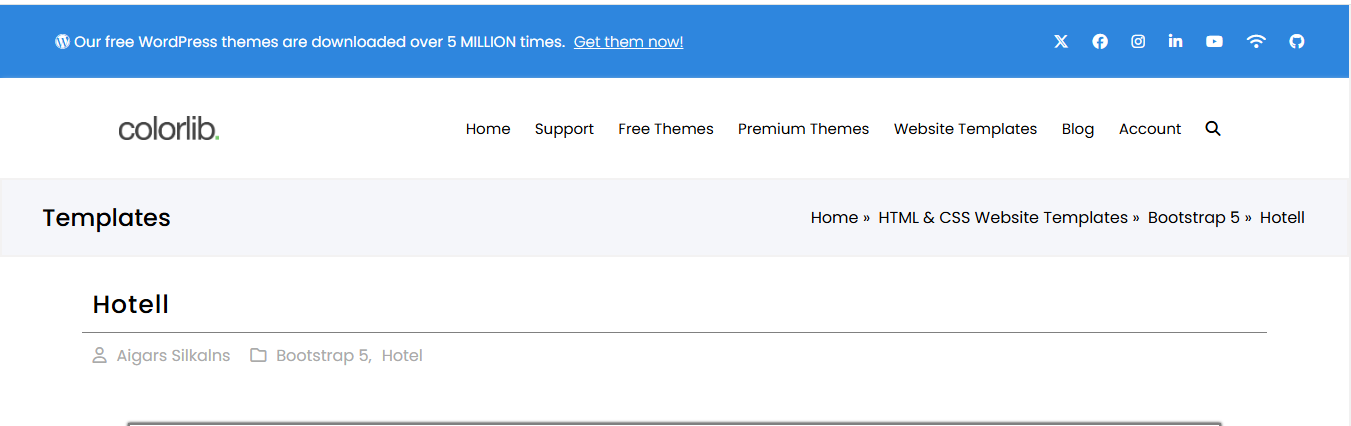 Our free WordPress themes are downloaded over 5 MILLION times. Get them now!
colorlib.
Home Support Free Themes Premium Themes Website Templates Blog Account
Templates
Home » HTML & CSS Website Templates » Bootstrap 5 » Hotell
Hotell
Aigars Silkalns Bootstrap 5, Hotel